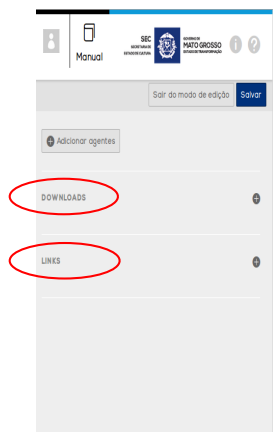 Manual
SEC
SECRETARIA DE
ESTADO DE CULTURA
GOVERNO DE
MATO GROSSO
ESTADO DE TRANSFORMAÇÃO
Sair do modo de edição
Salvar
Adicionar agentes
DOWNLOADS
LINKS